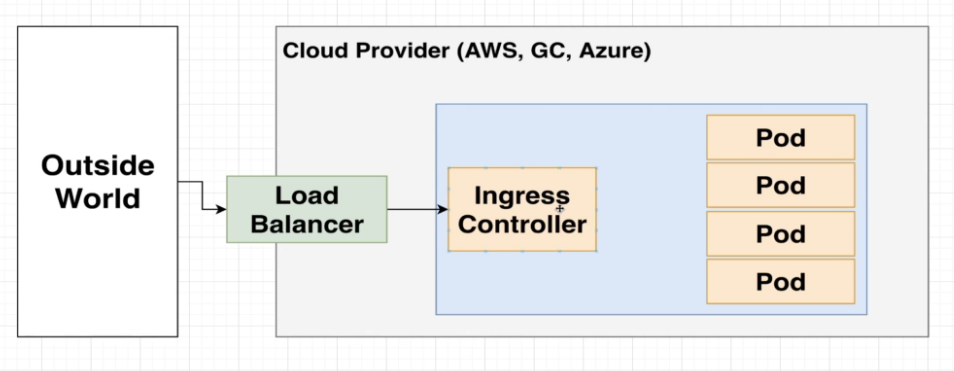 Cloud Provider (AWS, GC, Azure)
Outside
World
Load
Balancer
Ingress
Controller
Pod
Pod
Pod
Pod